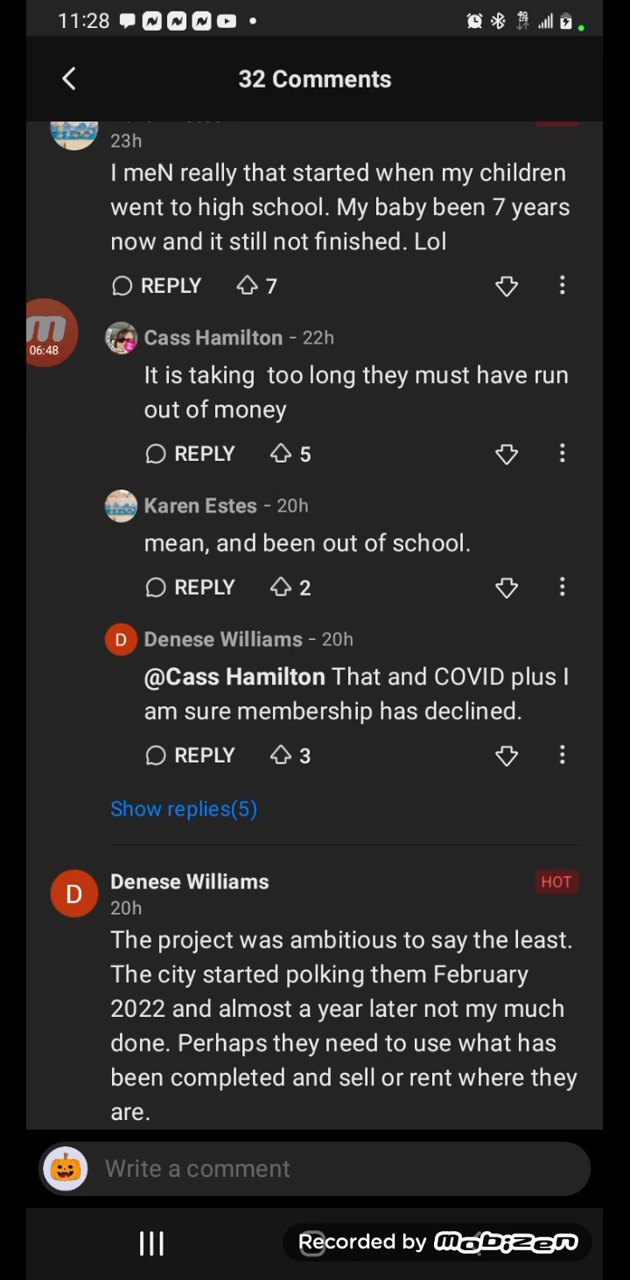 11:28
32 Comments
23h
I meN really that started when my children
went to high school. My baby been 7 years
now and it still not finished. Lol
REPLY 7
06:48
Cass Hamilton - 22h
It is taking  too long they must have run
out of money
REPLY 5
Karen Estes - 20h
mean, and been out of school.
REPLY 2
D Denese Williams - 20h
@Cass Hamilton That and COVID plus I
am sure membership has declined.
REPLY 3
Show replies(5)
D Denese Williams HOT
20h
The project was ambitious to say the least.
The city started polking them February
2022 and almost a year later not my much
done. Perhaps they need to use what has
been completed and sell or rent where they
are.
Write a comment
Recorded by mobizen